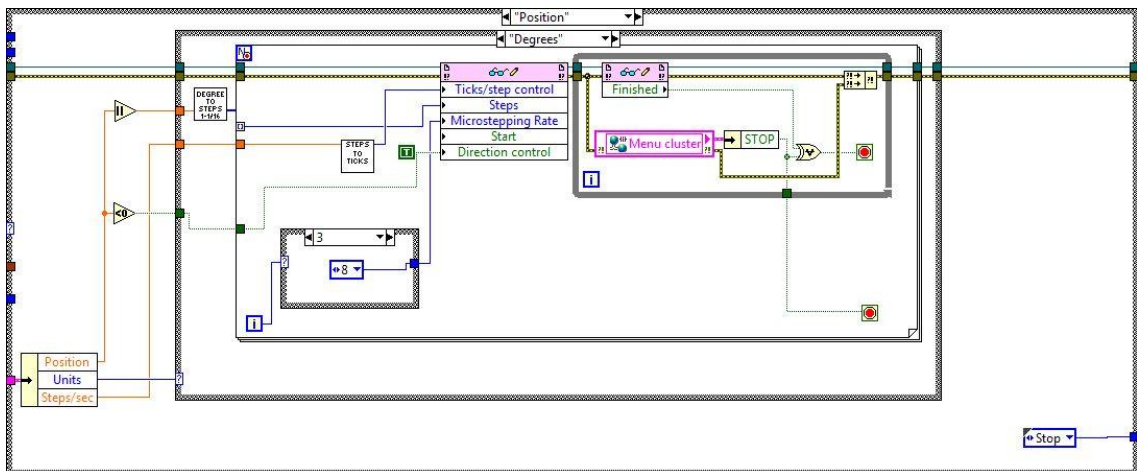 "Position"
"Degrees"
N
DEGREE
TO
STEPS
1-1/16
Ticks/step control
Steps
Microstepping Rate
Start
Direction control
Finished
STEPS
TO
TICKS
T
Menu cluster
STOP
i
<0
?
3
?
8
i
Position
Units
Steps/sec
?
Stop